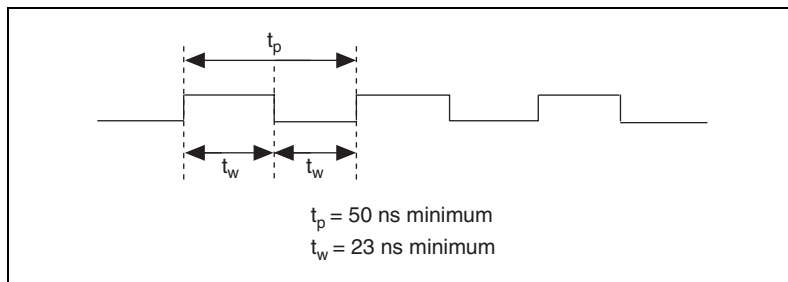 tp
tw tw
tp = 50 ns minimum
tw = 23 ns minimum